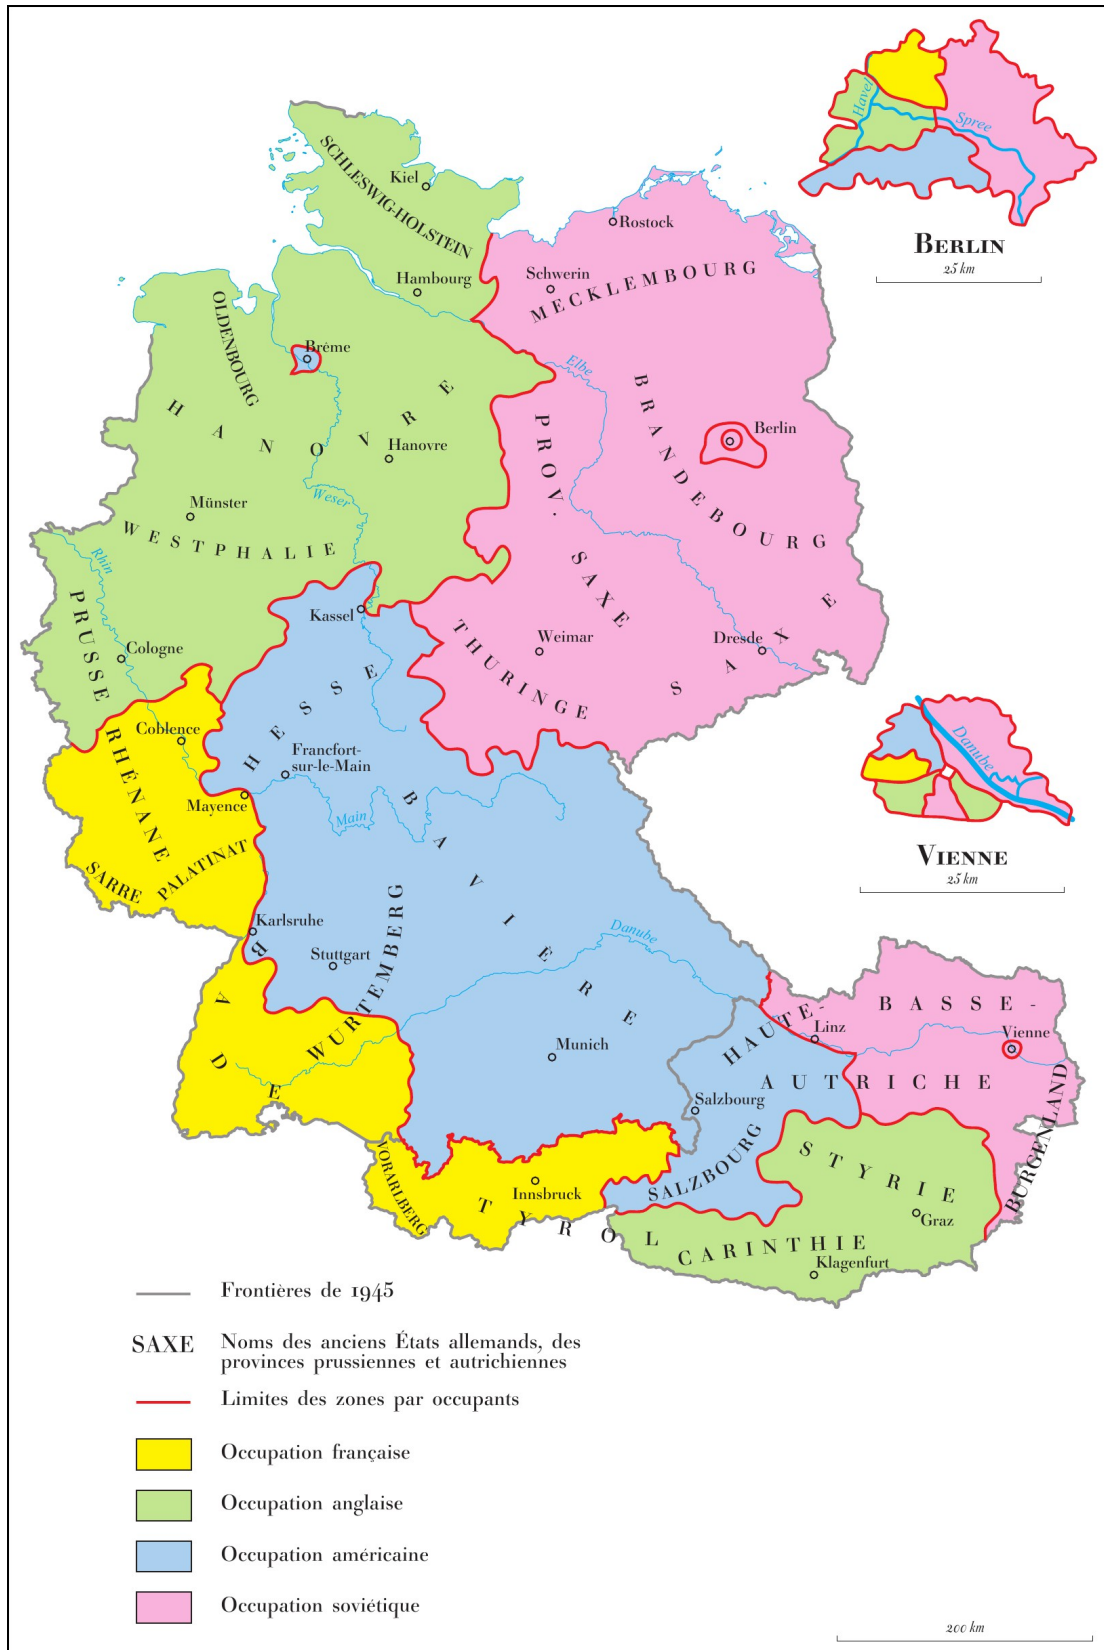 Havel
Spree
BERLIN
25 km
SCHLESWIG-HOLSTEIN
Kiel
Rostock
Hambourg
Schwerin
MECKLEMBOURG
OLDENBOURG
Brême
Elbe
HANOVRE
Hanovre
BRANDEBOURG
Berlin
PROV.
SAXE
Münster
Weser
WESTPHALIE
Rhin
PRUSSE
RHÉNANE
Kassel
Cologne
THURINGE
Weimar
Dresde
SAXE
Coblence
HESSE
Francfort-
sur-le-Main
Mayence
Main
SARRE
PALATINAT
BAVIERE
Danube
VIENNE
25 km
Karlsruhe
Stuttgart
WURTEMBERG
BADE
Danube
Munich
HAUTE-
BASSE-
Linz
Vienne
AUTRICHE
BURGENLAND
Salzbourg
SALZBOURG
STYRIE
VORARLBERG
Innsbruck
TYROL
Graz
CARINTHIE
Klagenfurt
Frontières de 1945
SAXE
Noms des anciens États allemands, des
provinces prussiennes et autrichiennes
Limites des zones par occupants
Occupation française
Occupation anglaise
Occupation américaine
Occupation soviétique
200 km